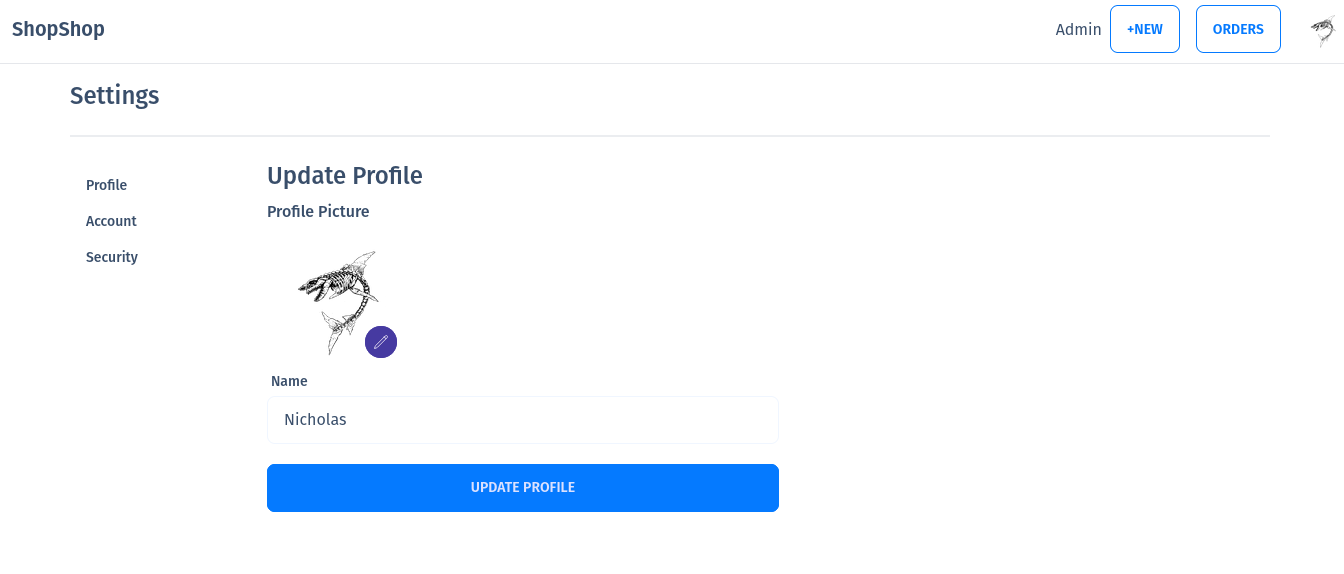 ShopShop
Admin +NEW ORDERS
Settings
Profile
Account
Security
Update Profile
Profile Picture
Name
Nicholas
UPDATE PROFILE